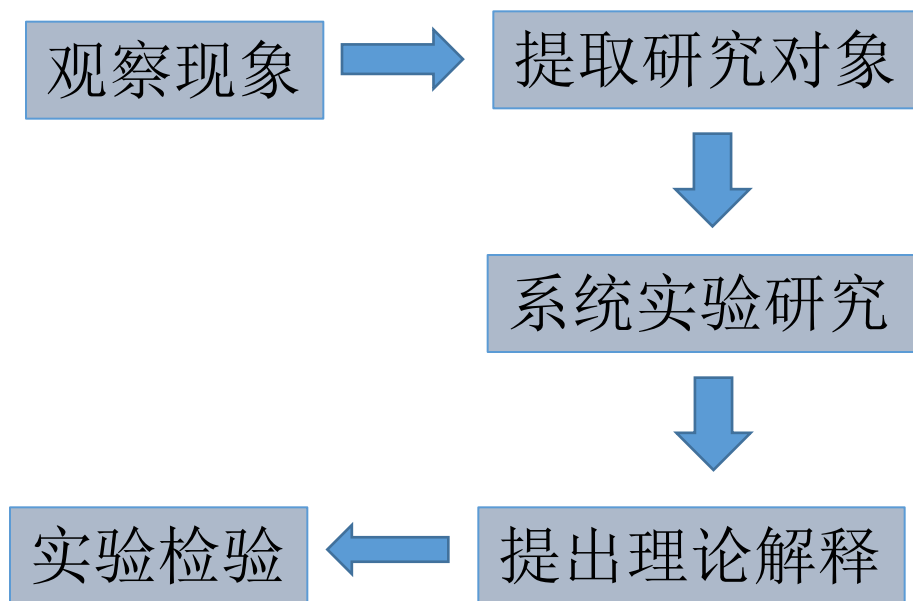 观察现象
提取研究对象
系统实验研究
提出理论解释
实验检验